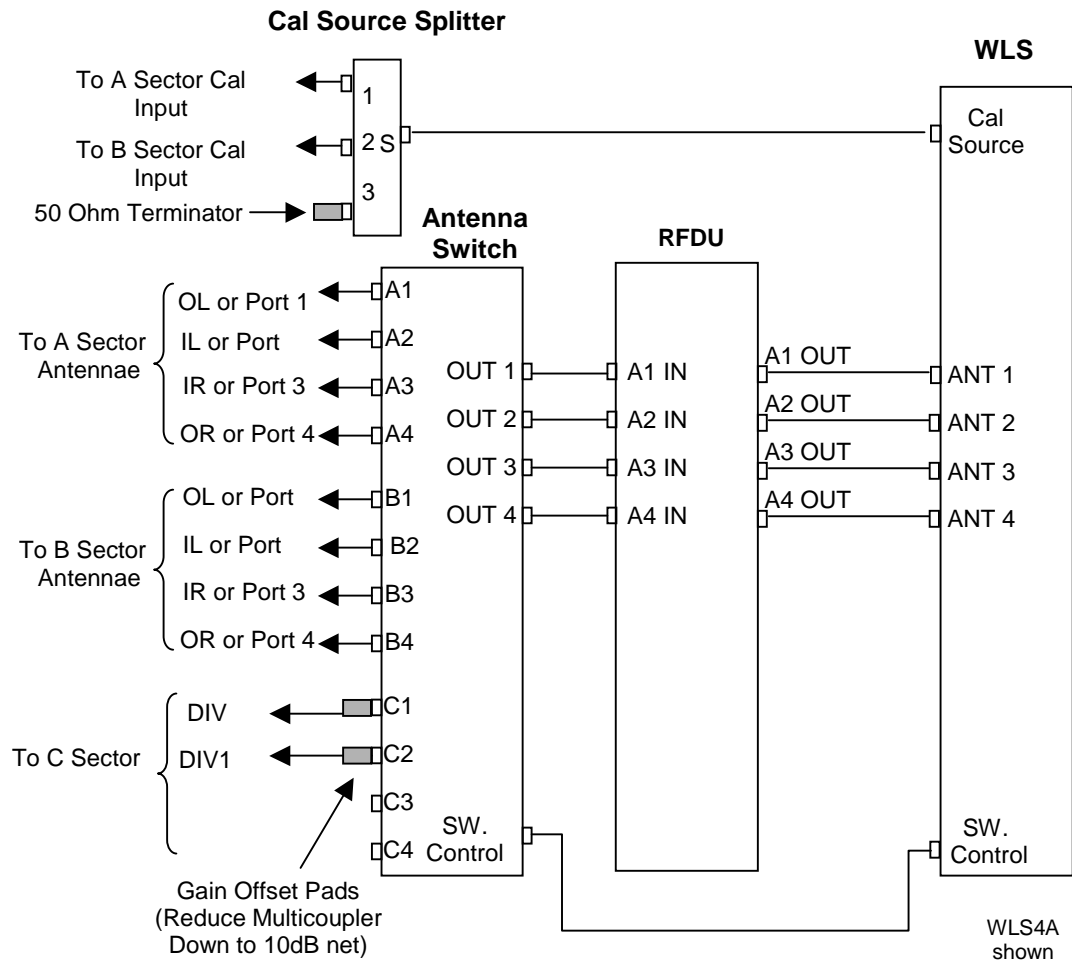 Cal Source Splitter
WLS
To A Sector Cal
Input
To B Sector Cal
Input
50 Ohm Terminator
1
2 S
3
Cal
Source
Antenna
Switch
RFDU
To A Sector
Antennae
OL or Port 1
IL or Port
IR or Port 3
OR or Port 4
A1
A2
A3
A4
To B Sector
Antennae
OL or Port
IL or Port
IR or Port 3
OR or Port 4
B1
B2
B3
B4
To C Sector
DIV
DIV1
C1
C2
C3
C4
OUT 1
OUT 2
OUT 3
OUT 4
SW.
Control
A1 IN
A2 IN
A3 IN
A4 IN
A1 OUT
A2 OUT
A3 OUT
A4 OUT
ANT 1
ANT 2
ANT 3
ANT 4
SW.
Control
Gain Offset Pads
(Reduce Multicoupler
Down to 10dB net)
WLS4A
shown